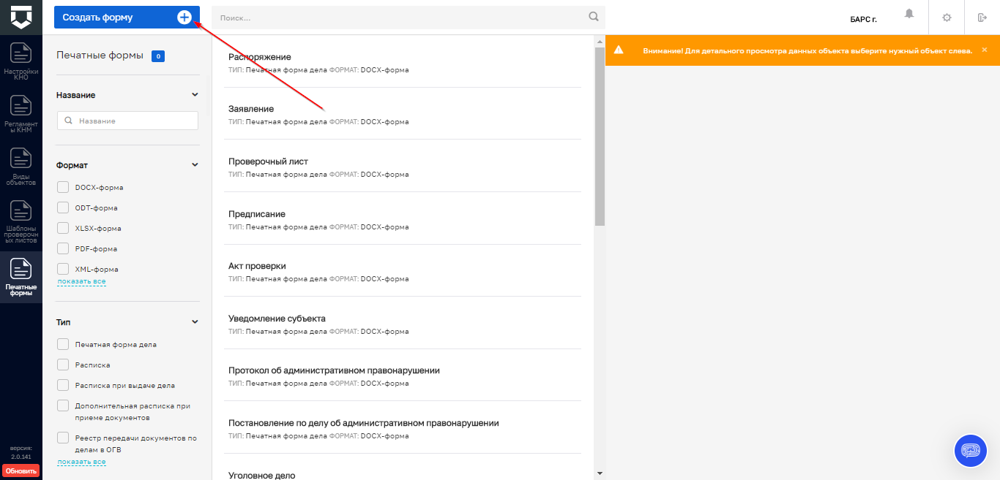 Создать форму
Поиск...
БАРС г.
Настройки
КНО
Регламент
ы КНМ
Виды
объектов
Шаблоны
проверочн
ых листов
Печатные
формы
версия:
2.0.141
Обновить
Печатные формы 0
Название
Название
Формат
DOCX-форма
ODT-форма
XLSX-форма
PDF-форма
XML-форма
показать все
Тип
Печатная форма дела
Расписка
Расписка при выдаче дела
Дополнительная расписка при
приеме документов
Реестр передачи документов по
делам в ОГВ
показать все
Распоряжение
ТИП: Печатная форма дела ФОРМАТ: DOCX-форма
Заявление
ТИП: Печатная форма дела ФОРМАТ: DOCX-форма
Проверочный лист
ТИП: Печатная форма дела ФОРМАТ: DOCX-форма
Предписание
ТИП: Печатная форма дела ФОРМАТ: DOCX-форма
Акт проверки
ТИП: Печатная форма дела ФОРМАТ: DOCX-форма
Уведомление субъекта
ТИП: Печатная форма дела ФОРМАТ: DOCX-форма
Протокол об административном правонарушении
ТИП: Печатная форма дела ФОРМАТ: DOCX-форма
Постановление по делу об административном правонарушении
ТИП: Печатная форма дела ФОРМАТ: DOCX-форма
Уголовное дело
Внимание! Для детального просмотра данных объекта выберите нужный объект слева.